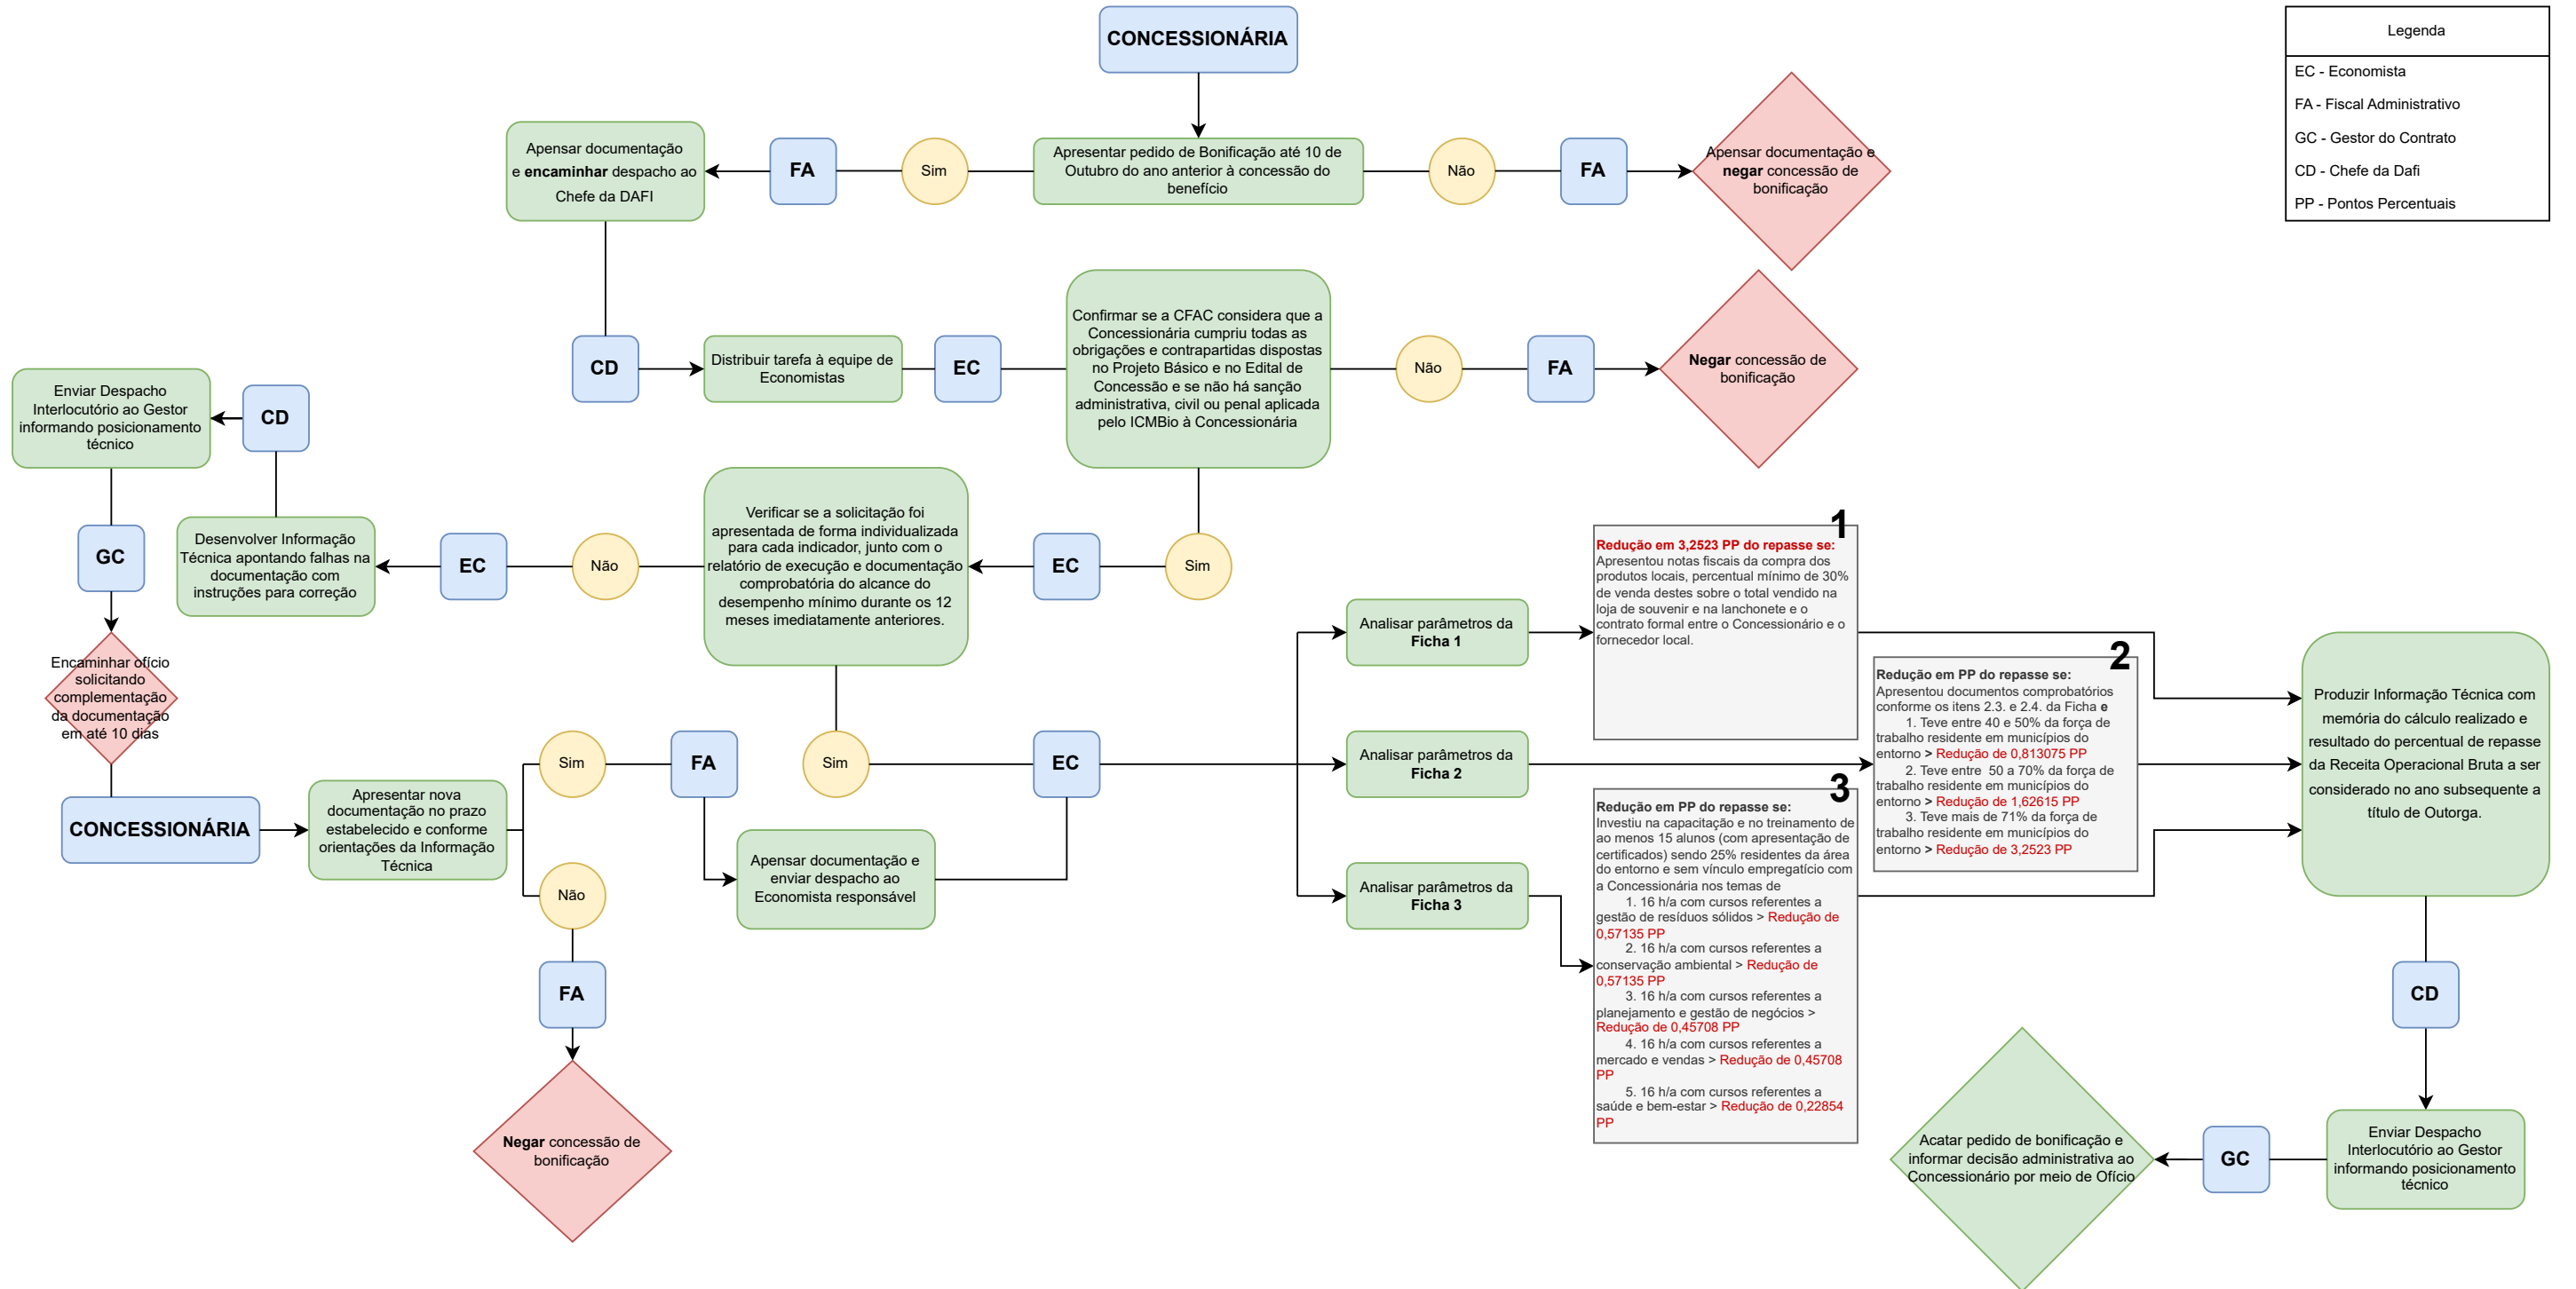 CONCESSIONÁRIA
Legenda
EC - Economista
FA - Fiscal Administrativo
GC - Gestor do Contrato
CD - Chefe da Dafi
PP - Pontos Percentuais
Apensar documentação
e encaminhar despacho ao
Chefe da DAFI
FA
Sim
Apresentar pedido de Bonificação até 10 de
Outubro do ano anterior à concessão do
benefício
Não
FA
Apensar documentação e
negar concessão de
bonificação
CD
Distribuir tarefa à equipe de
Economistas
EC
Confirmar se a CFAC considera que a
Concessionária cumpriu todas as
obrigações e contrapartidas dispostas
no Projeto Básico e no Edital de
Concessão e se não há sanção
administrativa, civil ou penal aplicada
pelo ICMBio à Concessionária
Não
FA
Negar concessão de
bonificação
Enviar Despacho
Interlocutório ao Gestor
informando posicionamento
técnico
CD
GC
Desenvolver Informação
Técnica apontando falhas na
documentação com
instruções para correção
EC
Não
Verificar se a solicitação foi
apresentada de forma individualizada
para cada indicador, junto com o
relatório de execução e documentação
comprobatória do alcance do
desempenho mínimo durante os 12
meses imediatamente anteriores.
EC
Sim
Encaminhar ofício
solicitando
complementação
da documentação
em até 10 dias
CONCESSIONÁRIA
Apresentar nova
documentação no prazo
estabelecido e conforme
orientações da Informação
Técnica
Sim
FA
Não
Apensar documentação e
enviar despacho ao
Economista responsável
FA
Negar concessão de
bonificação
Sim
EC
Analisar parâmetros da
Ficha 1
Analisar parâmetros da
Ficha 2
Analisar parâmetros da
Ficha 3
1
Redução em 3,2523 PP do repasse se:
Apresentou notas fiscais da compra dos
produtos locais, percentual mínimo de 30%
de venda destes sobre o total vendido na
loja de souvenir e na lanchonete e o
contrato formal entre o Concessionário e o
fornecedor local.
2
Redução em PP do repasse se:
Apresentou documentos comprobatórios
conforme os itens 2.3. e 2.4. da Ficha e
1. Teve entre 40 e 50% da força de
trabalho residente em municípios do
entorno > Redução de 0,813075 PP
2. Teve entre 50 a 70% da força de
trabalho residente em municípios do
entorno > Redução de 1,62615 PP
3. Teve mais de 71% da força de
trabalho residente em municípios do
entorno > Redução de 3,2523 PP
3
Redução em PP do repasse se:
Investiu na capacitação e no treinamento de
ao menos 15 alunos (com apresentação de
certificados) sendo 25% residentes da área
do entorno e sem vínculo empregatício com
a Concessionária nos temas de
1. 16 h/a com cursos referentes a
gestão de resíduos sólidos > Redução de
0,57135 PP
2. 16 h/a com cursos referentes a
conservação ambiental > Redução de
0,57135 PP
3. 16 h/a com cursos referentes a
planejamento e gestão de negócios >
Redução de 0,45708 PP
4. 16 h/a com cursos referentes a
mercado e vendas > Redução de 0,45708
PP
5. 16 h/a com cursos referentes a
saúde e bem-estar > Redução de 0,22854
PP
Produzir Informação Técnica com
memória do cálculo realizado e
resultado do percentual de repasse
da Receita Operacional Bruta a ser
considerado no ano subsequente a
título de Outorga.
CD
Enviar Despacho
Interlocutório ao Gestor
informando posicionamento
técnico
GC
Acatar pedido de bonificação e
informar decisão administrativa ao
Concessionário por meio de Ofício